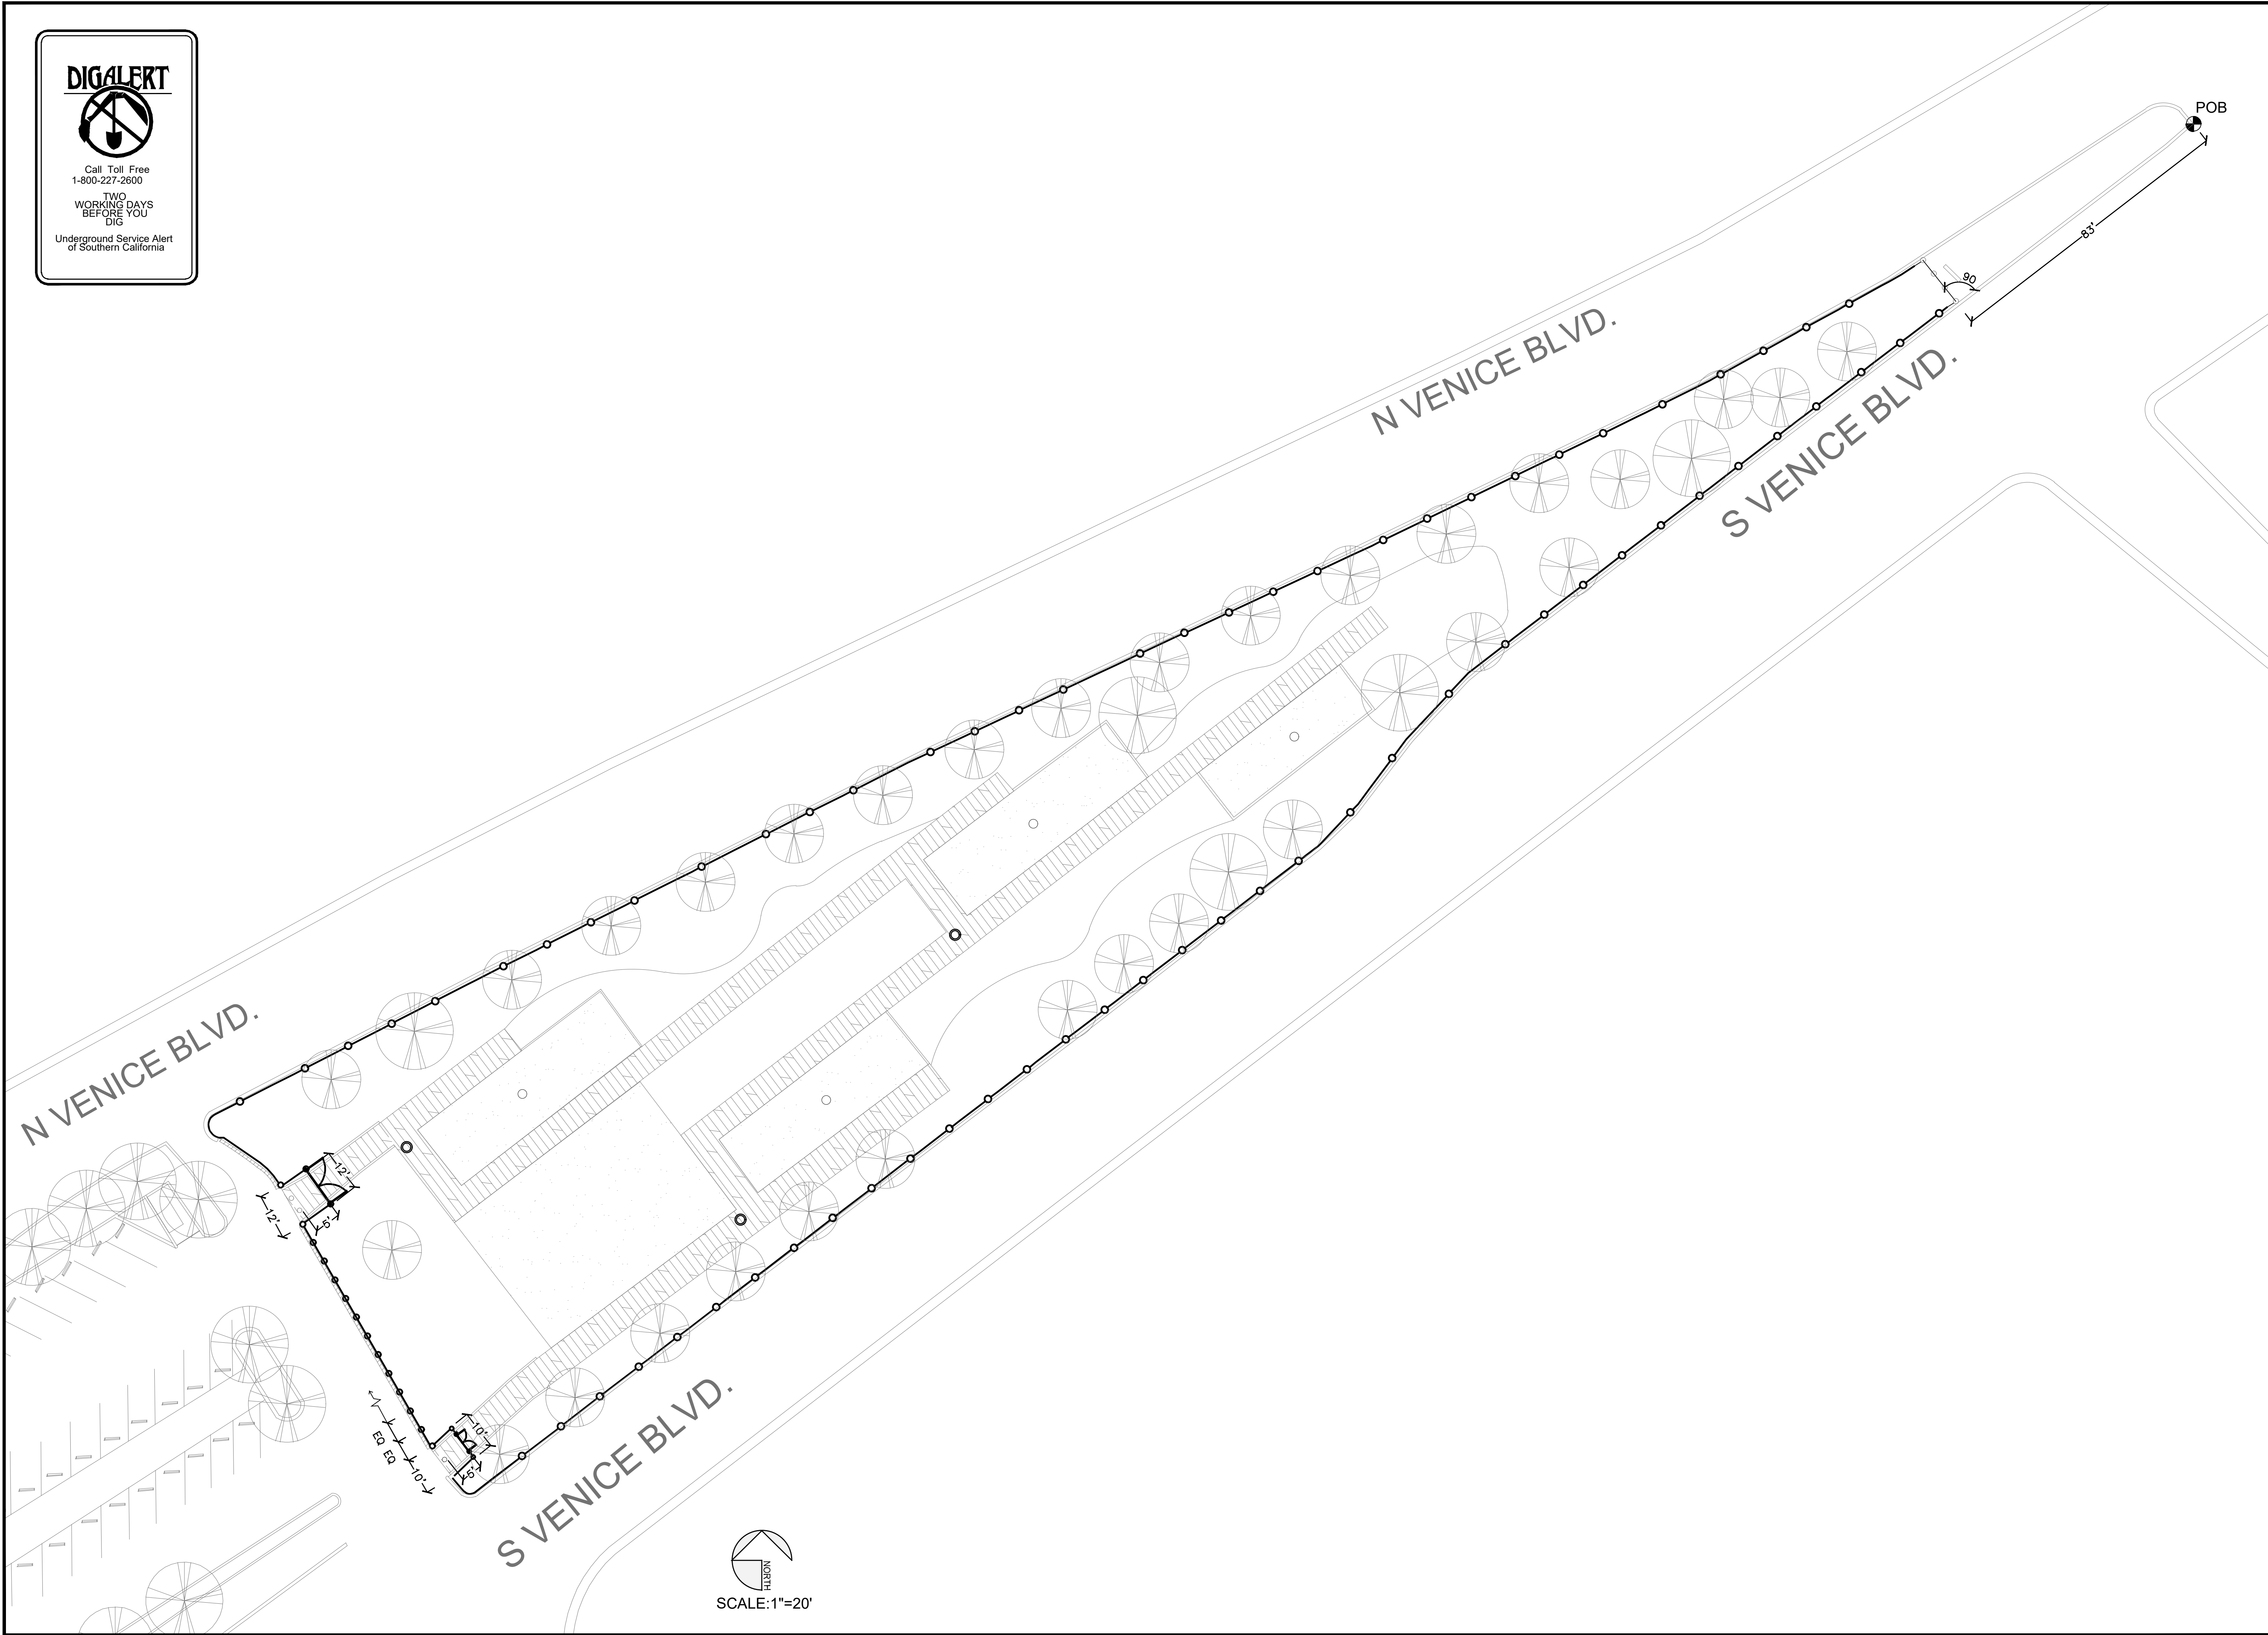 DIGALERT
Call Toll Free
1-800-227-2600
TWO
WORKING DAYS
BEFORE YOU
DIG
Underground Service Alert
of Southern California
POB
83'
90
N VENICE BLVD.
S VENICE BLVD.
N VENICE BLVD.
12'
12'
5'
EQ EQ
10'
10'
5'
S VENICE BLVD.
NORTH
SCALE:1"=20'